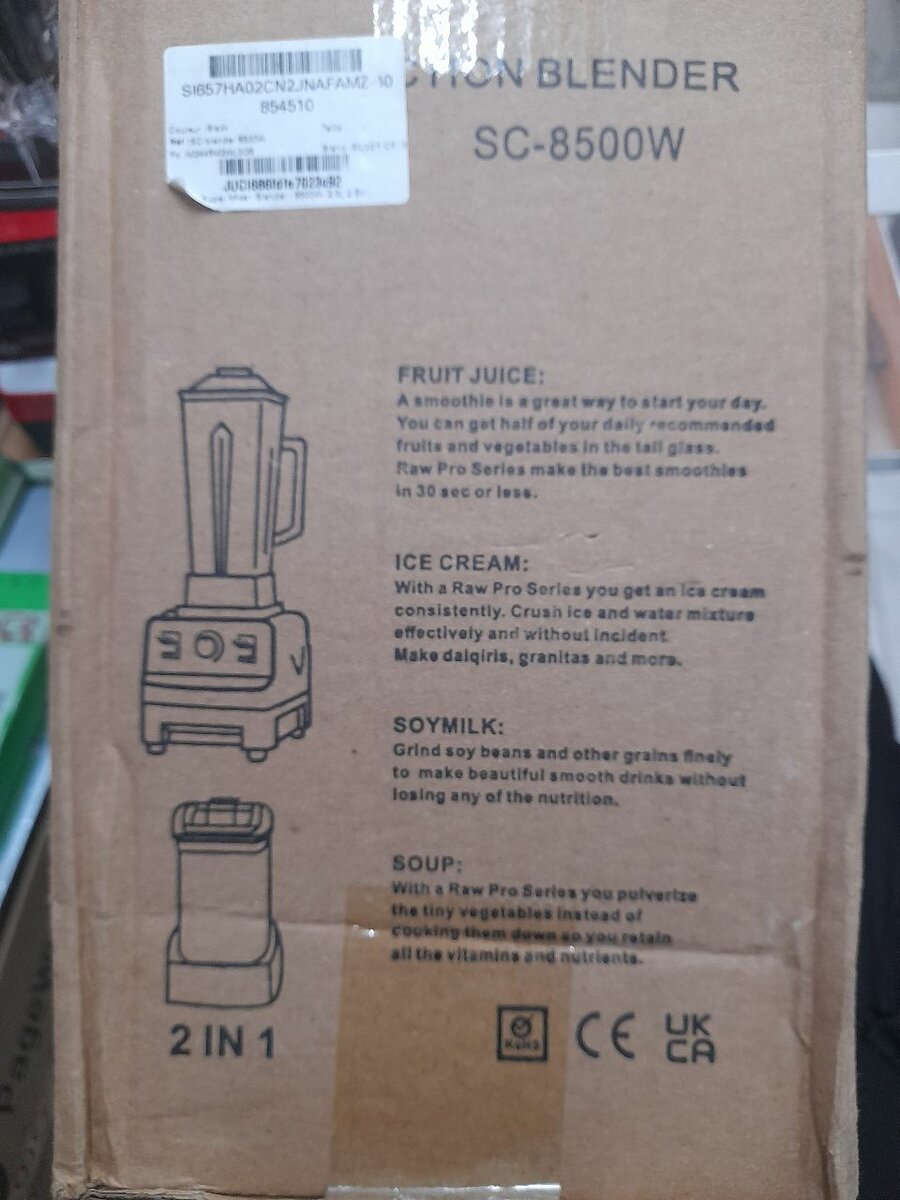 CTION BLENDER
SC-8500W
SI657HA02CN2JNAFAMZ-10
854510
FRUIT JUICE:
A smoothie is a great way to start your day.
You can get half of your daily recommended
fruits and vegetables in the tall glass.
Raw Pro Series make the best smoothies
in 30 sec or less.
ICE CREAM:
With a Raw Pro Series you get an ice cream
consistently. Crush ice and water mixture
effectively and without incident.
Make daiqiris, granitas and more.
SOYMILK:
Grind soy beans and other grains finely
to make beautiful smooth drinks without
losing any of the nutrition.
SOUP:
With a Raw Pro Series you pulverize
the tiny vegetables instead of
cooking them down so you retain
all the vitamins and nutrients.
2 IN 1
RoHS
CE
UK
CA